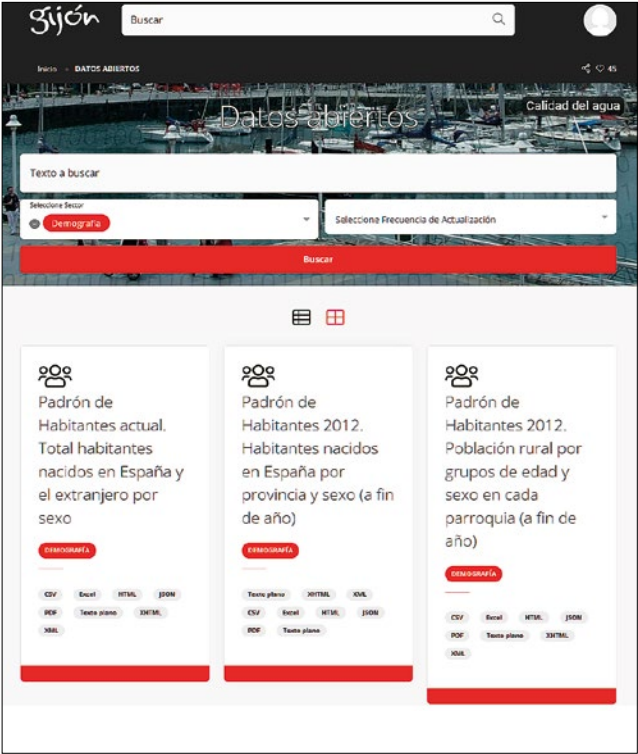 gijón
Buscar
Inicio
DATOS ABIERTOS
45
Datos abiertos
Calidad del agua
Texto a buscar
Seleccione Sector
Demografía
Seleccione Frecuencia de Actualización
Buscar
Padrón de
Habitantes actual.
Total habitantes
nacidos en España y
el extranjero por
sexo
DEMOGRAFÍA
CSV Excel HTML JSON
PDF Texto plano XHTML
XML
Padrón de
Habitantes 2012.
Habitantes nacidos
en España por
provincia y sexo (a fin
de año)
DEMOGRAFÍA
Texto plano XHTML XML
CSV Excel HTML JSON
PDF Texto plano
Padrón de
Habitantes 2012.
Población rural por
grupos de edad y
sexo en cada
parroquia (a fin de
año)
DEMOGRAFÍA
CSV Excel HTML JSON
PDF Texto plano XHTML
XML